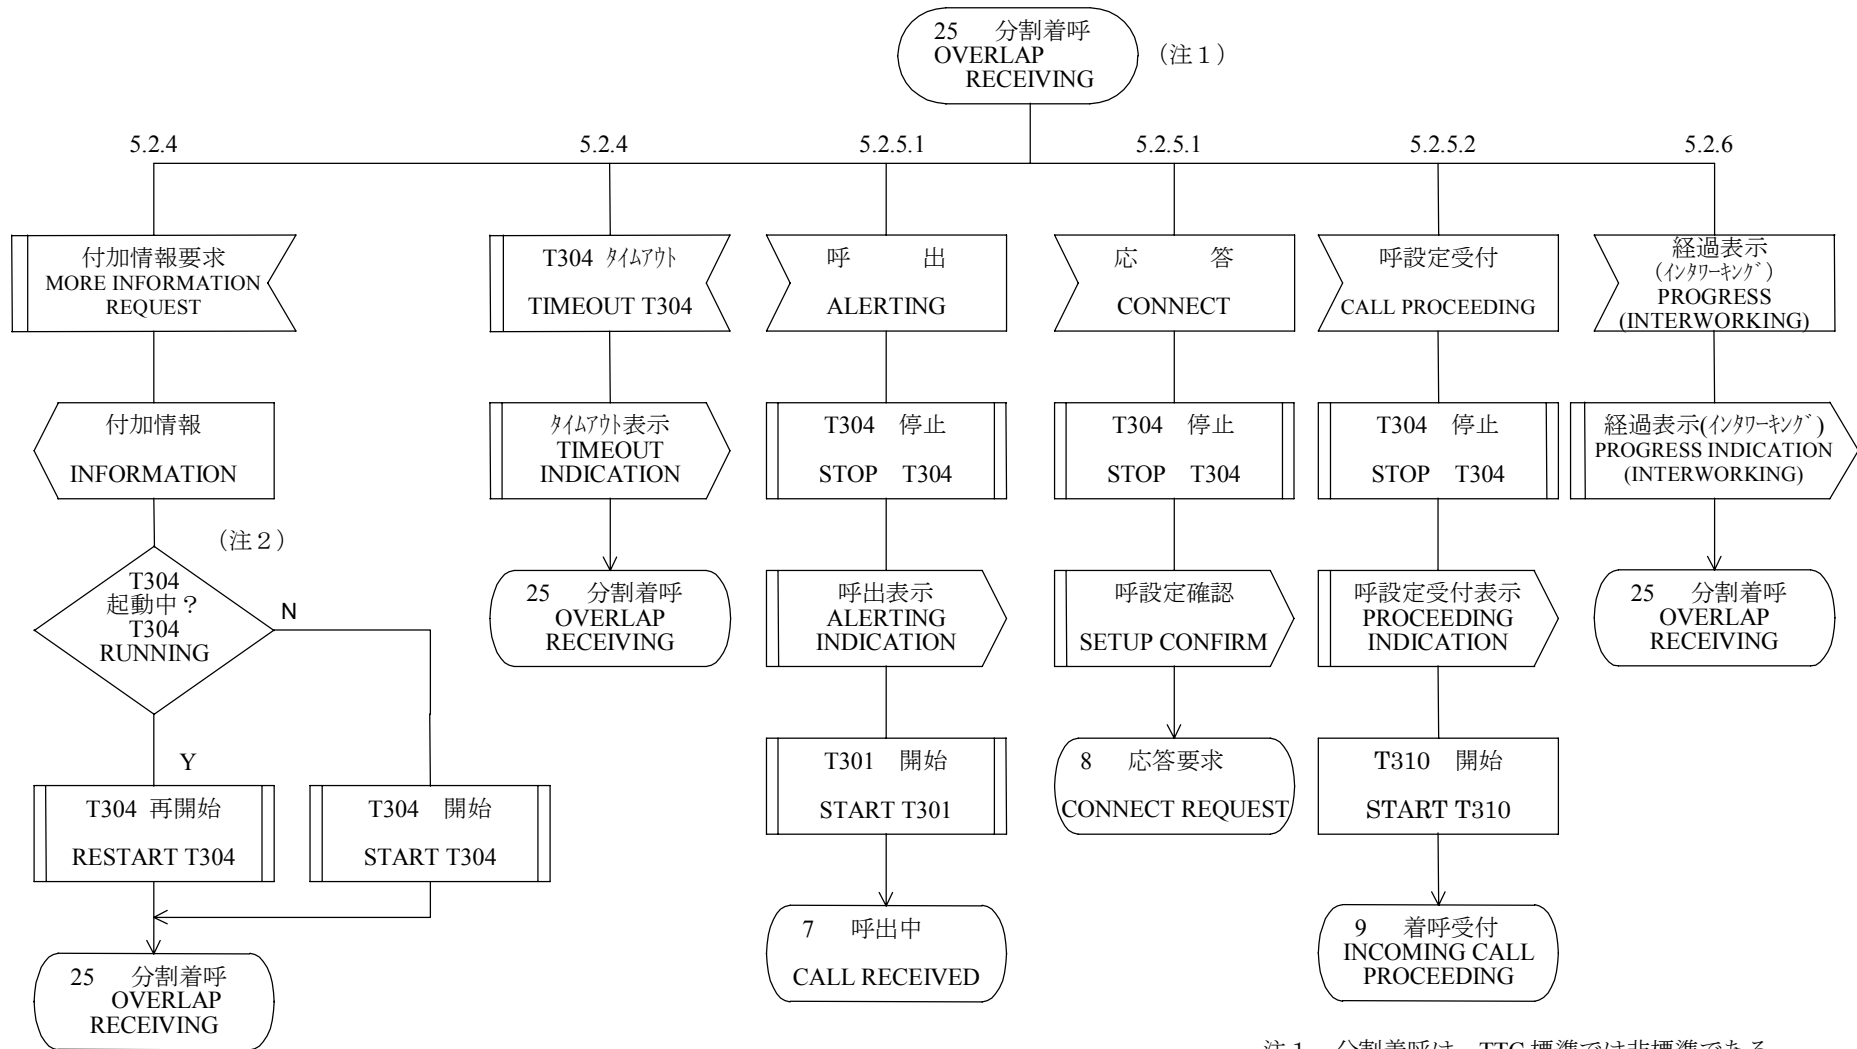 25　分割着呼
OVERLAP
RECEIVING
（注１）
5.2.4
5.2.4
5.2.5.1
5.2.5.1
5.2.5.2
5.2.6
付加情報要求
MORE INFORMATION
REQUEST
T304 ﾀｲﾑｱｳﾄ
TIMEOUT T304
呼　　　出
ALERTING
応　　　答
CONNECT
呼設定受付
CALL PROCEEDING
経過表示
(ｲﾝﾀﾜｰｷﾝｸﾞ)
PROGRESS
(INTERWORKING)
付加情報
INFORMATION
ﾀｲﾑｱｳﾄ表示
TIMEOUT
INDICATION
T304　停止
STOP　T304
T304　停止
STOP　T304
T304　停止
STOP　T304
経過表示(ｲﾝﾀﾜｰｷﾝｸﾞ)
PROGRESS INDICATION
(INTERWORKING)
（注２）
T304
起動中？
T304
RUNNING
N
Y
25　分割着呼
OVERLAP
RECEIVING
呼出表示
ALERTING
INDICATION
呼設定確認
SETUP CONFIRM
呼設定受付表示
PROCEEDING
INDICATION
25　分割着呼
OVERLAP
RECEIVING
T304 再開始
RESTART T304
T304　開始
START T304
T301　開始
START T301
8　応答要求
CONNECT REQUEST
T310　開始
START T310
25　分割着呼
OVERLAP
RECEIVING
7　呼出中
CALL RECEIVED
9　着呼受付
INCOMING CALL
PROCEEDING